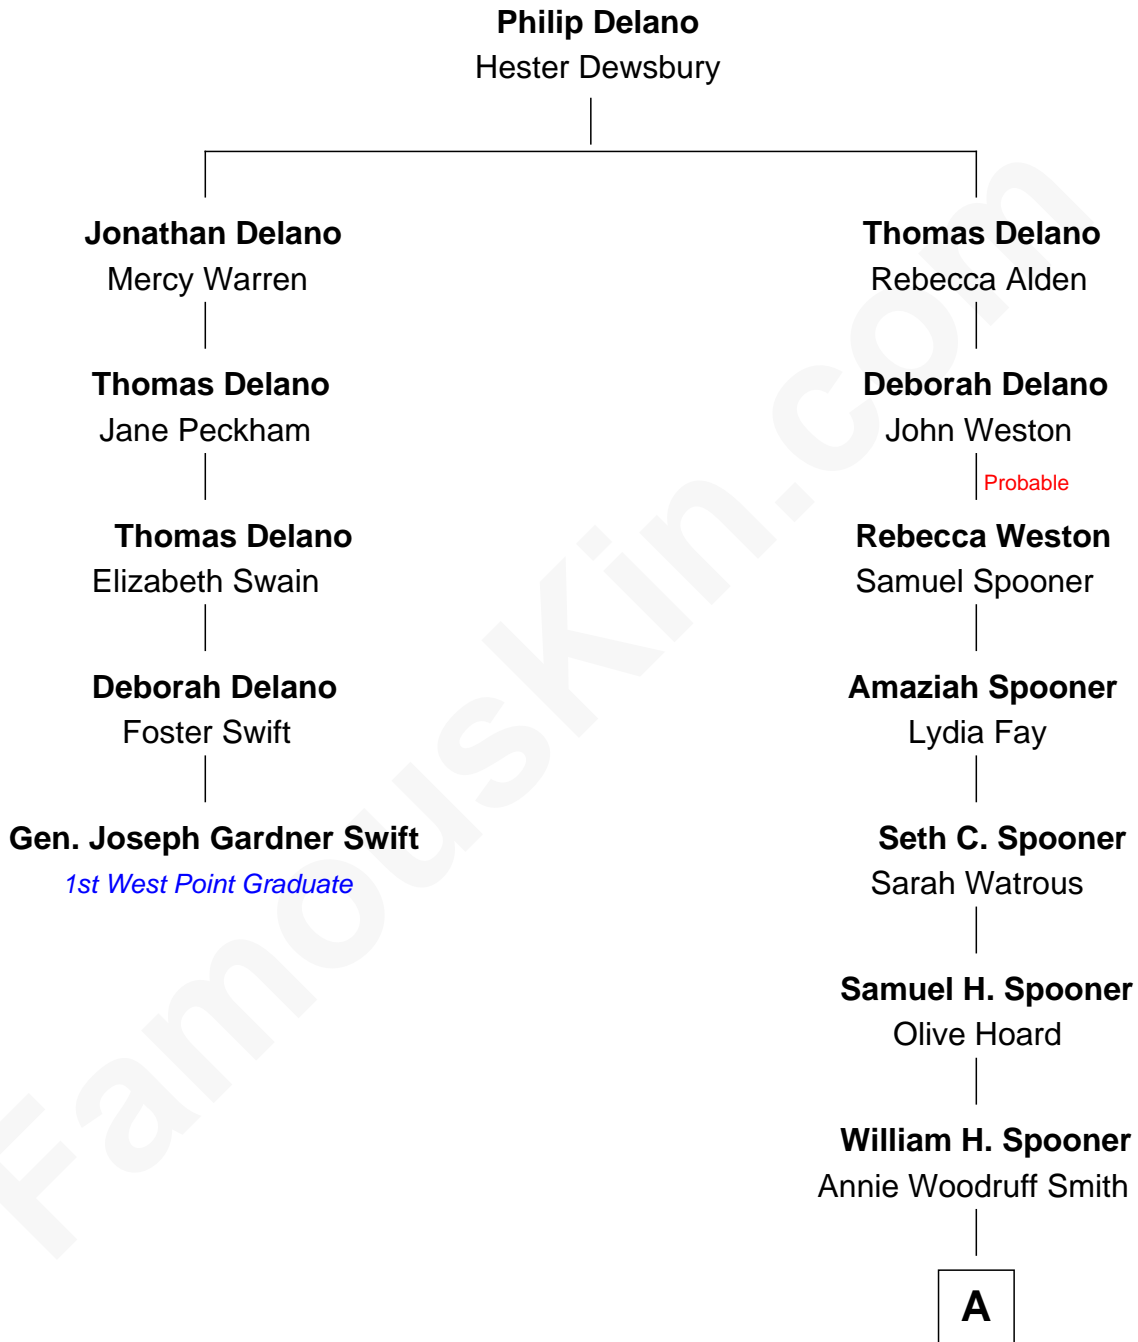 Philip Delano
Hester Dewsbury
Jonathan Delano
Mercy Warren
Thomas Delano
Rebecca Alden
Thomas Delano
Jane Peckham
Deborah Delano
John Weston
Probable
Thomas Delano
Elizabeth Swain
Rebecca Weston
Samuel Spooner
Deborah Delano
Foster Swift
Amaziah Spooner
Lydia Fay
Gen. Joseph Gardner Swift
1st West Point Graduate
Seth C. Spooner
Sarah Watrous
Samuel H. Spooner
Olive Hoard
William H. Spooner
Annie Woodruff Smith
A
FamousKin.com